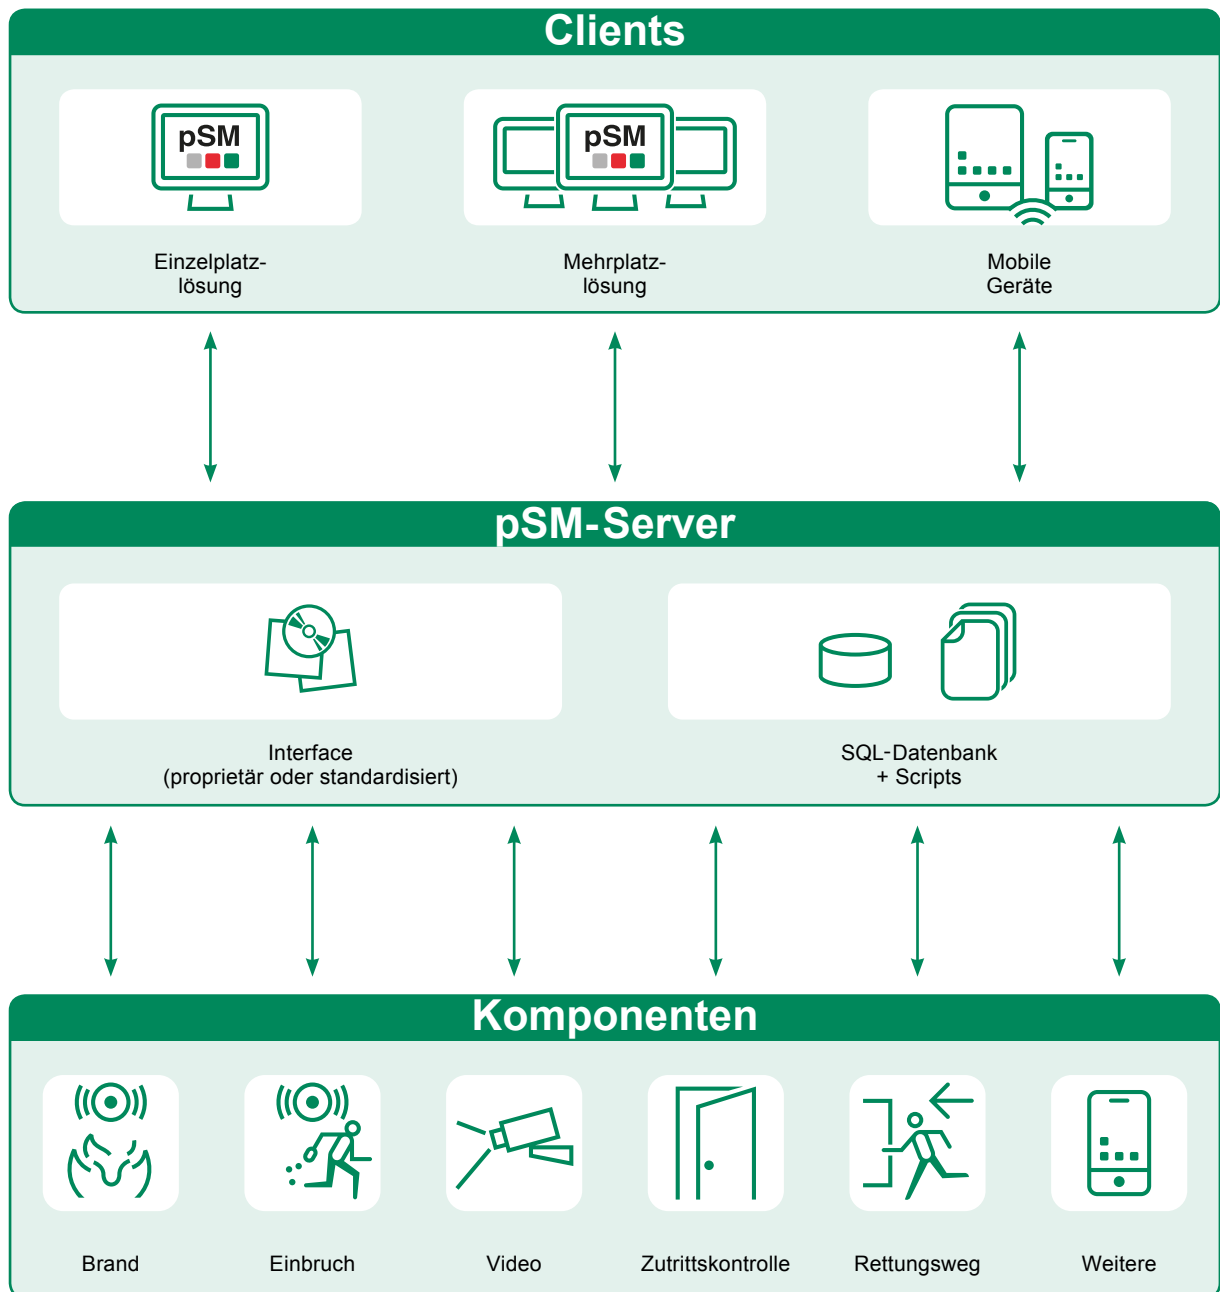 Clients
pSM
pSM
Einzelplatz-
lösung
Mehrplatz-
lösung
Mobile
Geräte
pSM-Server
Interface
(proprietär oder standardisiert)
SQL-Datenbank
+ Scripts
Komponenten
Brand
Einbruch
Video
Zutrittskontrolle
Rettungsweg
Weitere